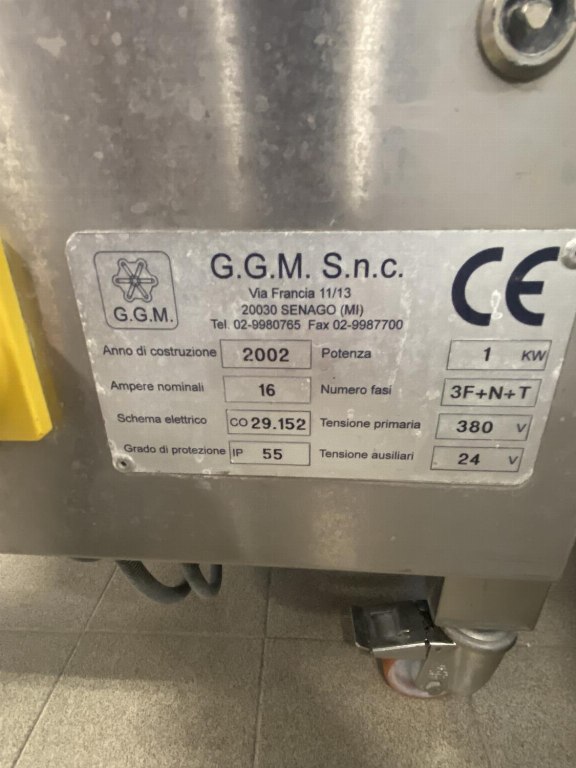 G.G.M. S.n.c.
Via Francia 11/13
20030 SENAGO (MI)
Tel. 02-9980765 Fax 02-9987700
G.G.M.
CE
Anno di costruzione 2002 Potenza 1 KW
Ampere nominali 16 Numero fasi 3F+N+T
Schema elettrico CO 29.152 Tensione primaria 380 V
Grado di protezione IP 55 Tensione ausiliari 24 V